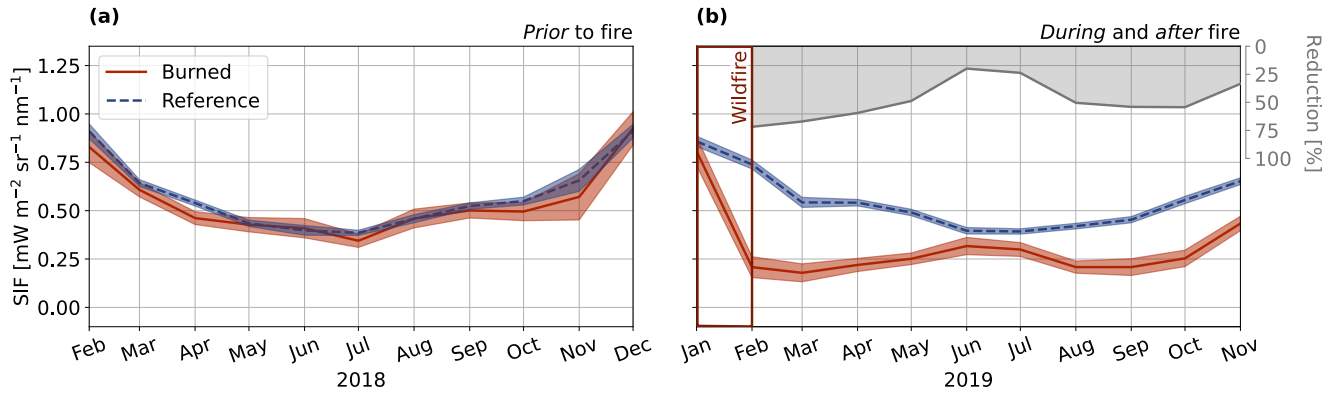 (a)
Prior to fire
SIF [mW m⁻² sr⁻¹ nm⁻¹]
1.25
1.00
0.75
0.50
0.25
0.00
Burned
Reference
Feb
Mar
Apr
May
Jun
Jul
Aug
Sep
Oct
Nov
Dec
2018
(b)
During and after fire
Wildfire
0
25
50
75
100
Reduction [%]
Jan
Feb
Mar
Apr
May
Jun
Jul
Aug
Sep
Oct
Nov
2019